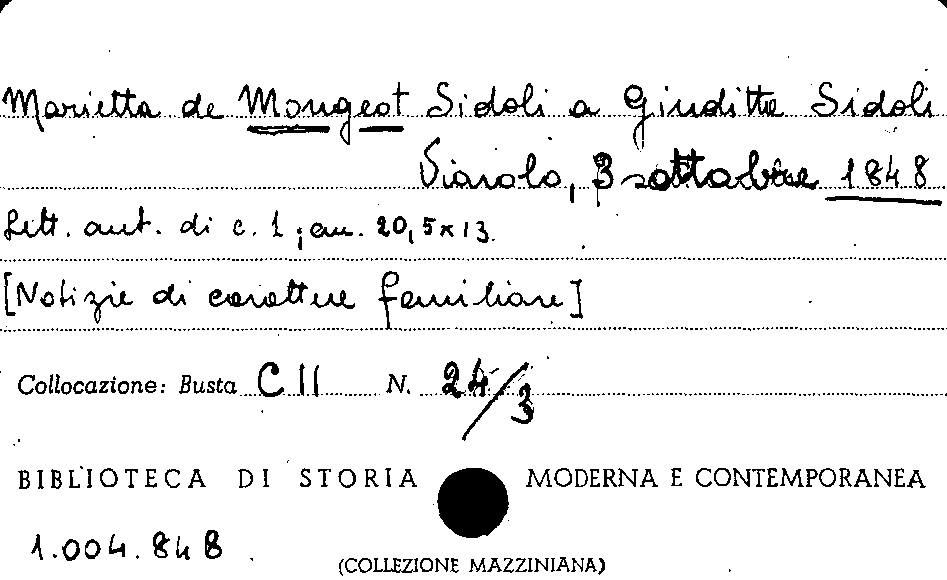 Marietta de Mongeot Sidoli a Giuditta Sidoli
Viarolo, 3 settembre 1848
Lett. aut. di c. 1; cm. 20,5x13.
[Notizie di carattere familiare]
Collocazione: Busta C II N. 24/3
BIBLIOTECA DI STORIA MODERNA E CONTEMPORANEA
1.004.848
(COLLEZIONE MAZZINIANA)